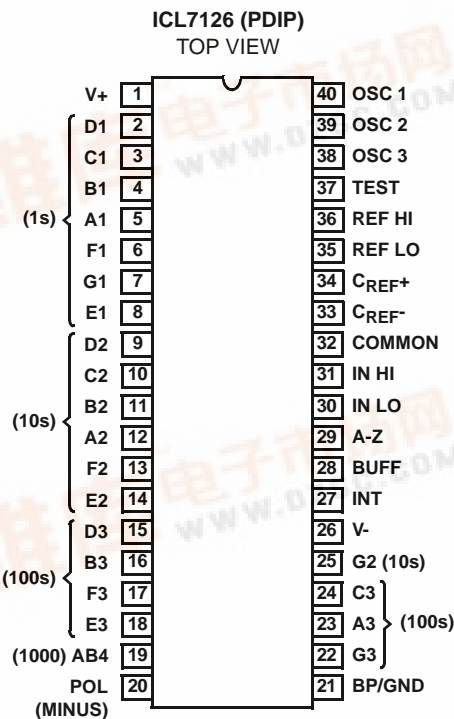 ICL7126 (PDIP)
TOP VIEW
V+ 1
D1 2
C1 3
B1 4
(1s) A1 5
F1 6
G1 7
E1 8
D2 9
C2 10
(10s) B2 11
A2 12
F2 13
E2 14
D3 15
(100s) B3 16
F3 17
E3 18
(1000) AB4 19
POL 20
(MINUS)
40 OSC 1
39 OSC 2
38 OSC 3
37 TEST
36 REF HI
35 REF LO
34 CREF+
33 CREF-
32 COMMON
31 IN HI
30 IN LO
29 A-Z
28 BUFF
27 INT
26 V-
25 G2 (10s)
24 C3
23 A3 (100s)
22 G3
21 BP/GND